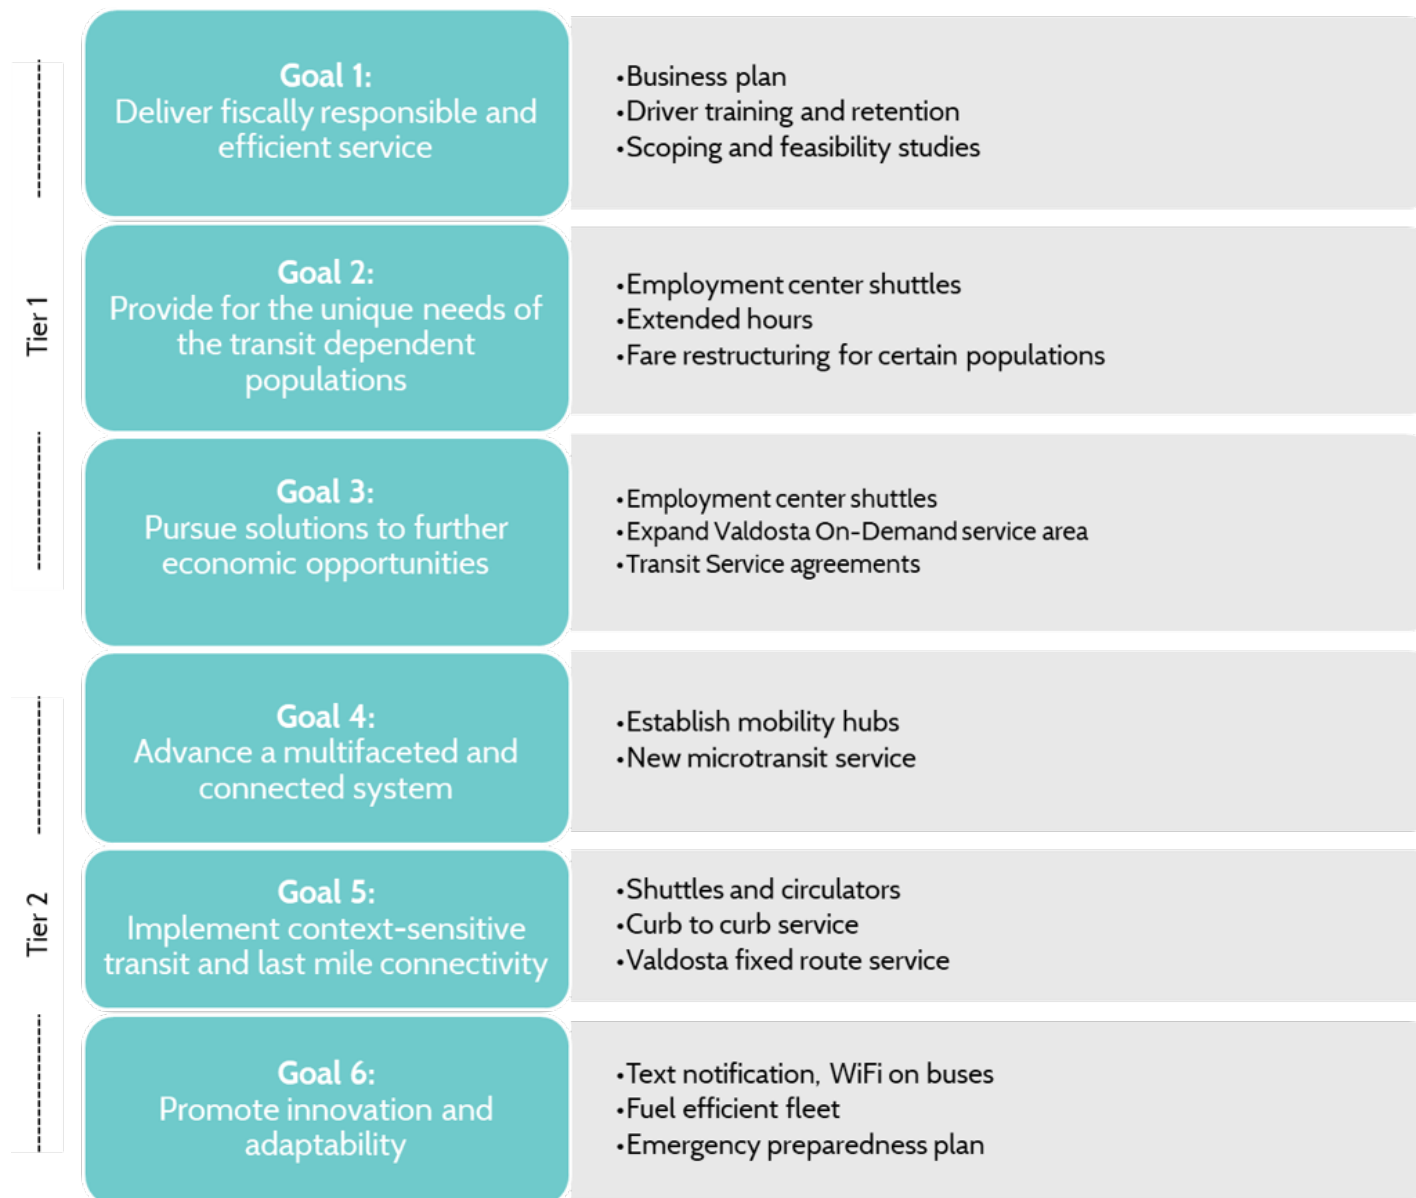 Tier 1
Goal 1:
Deliver fiscally responsible and
efficient service
•Business plan
•Driver training and retention
•Scoping and feasibility studies
Goal 2:
Provide for the unique needs of
the transit dependent
populations
•Employment center shuttles
•Extended hours
•Fare restructuring for certain populations
Goal 3:
Pursue solutions to further
economic opportunities
•Employment center shuttles
•Expand Valdosta On-Demand service area
•Transit Service agreements
Tier 2
Goal 4:
Advance a multifaceted and
connected system
•Establish mobility hubs
•New microtransit service
Goal 5:
Implement context-sensitive
transit and last mile connectivity
•Shuttles and circulators
•Curb to curb service
•Valdosta fixed route service
Goal 6:
Promote innovation and
adaptability
•Text notification, WiFi on buses
•Fuel efficient fleet
•Emergency preparedness plan